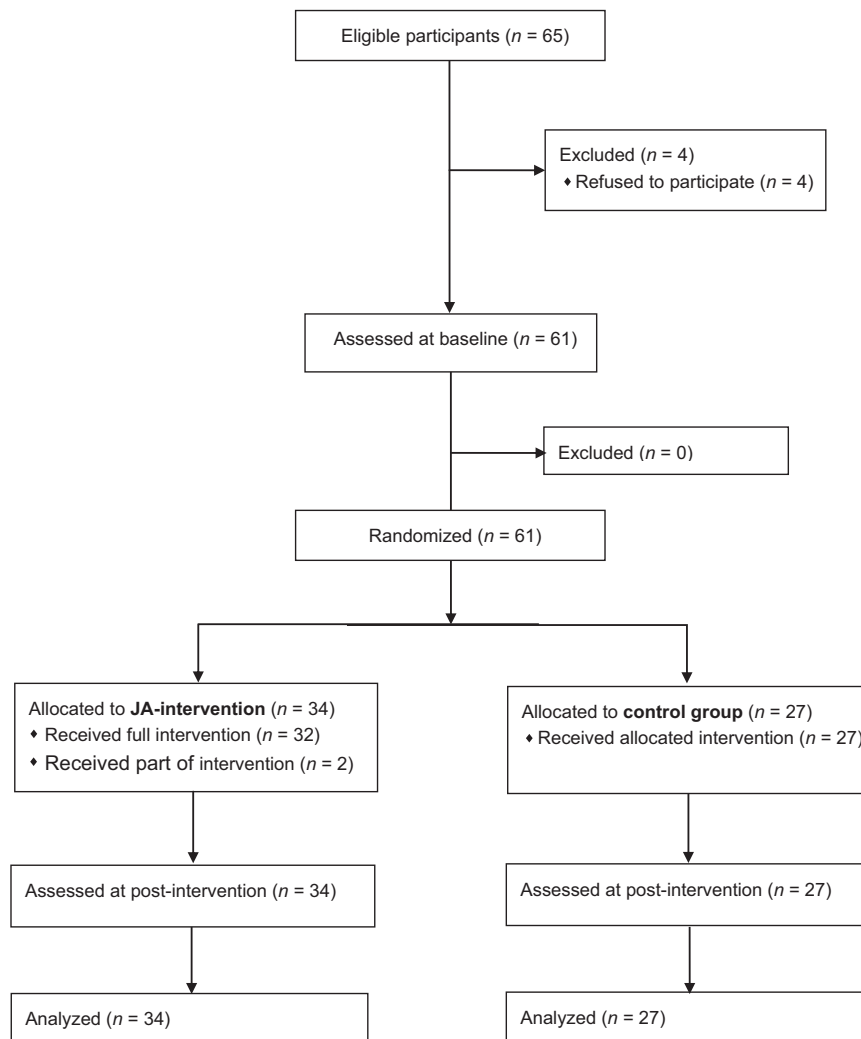 Eligible participants (n = 65)
Excluded (n = 4)
♦ Refused to participate (n = 4)
Assessed at baseline (n = 61)
Excluded (n = 0)
Randomized (n = 61)
Allocated to JA-intervention (n = 34)
♦ Received full intervention (n = 32)
♦ Received part of intervention (n = 2)
Allocated to control group (n = 27)
♦ Received allocated intervention (n = 27)
Assessed at post-intervention (n = 34)
Assessed at post-intervention (n = 27)
Analyzed (n = 34)
Analyzed (n = 27)